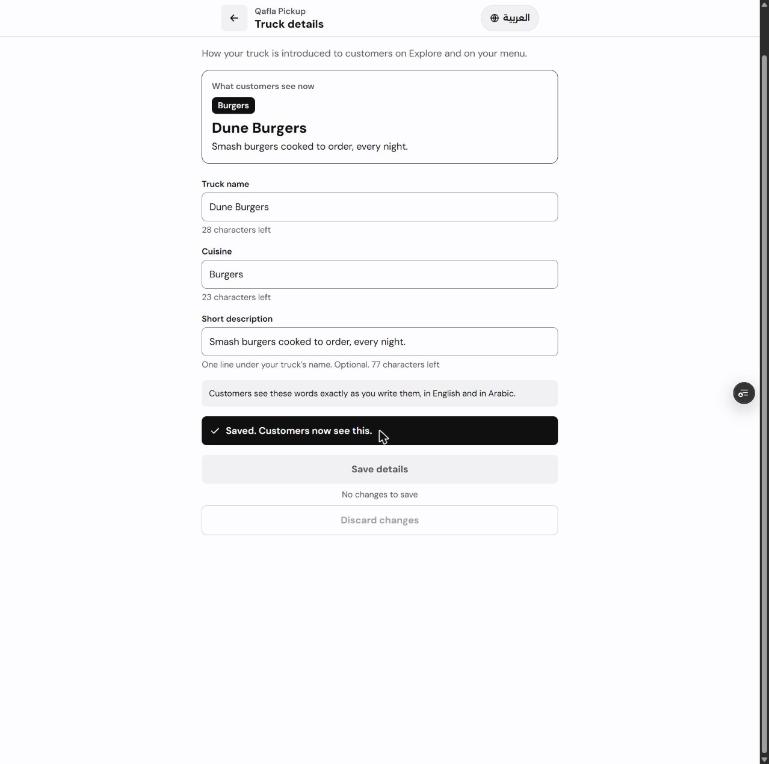 Qafla Pickup
Truck details
العربية
How your truck is introduced to customers on Explore and on your menu.
What customers see now
Burgers
Dune Burgers
Smash burgers cooked to order, every night.
Truck name
Dune Burgers
28 characters left
Cuisine
Burgers
23 characters left
Short description
Smash burgers cooked to order, every night.
One line under your truck's name. Optional. 77 characters left
Customers see these words exactly as you write them, in English and in Arabic.
Saved. Customers now see this.
Save details
No changes to save
Discard changes